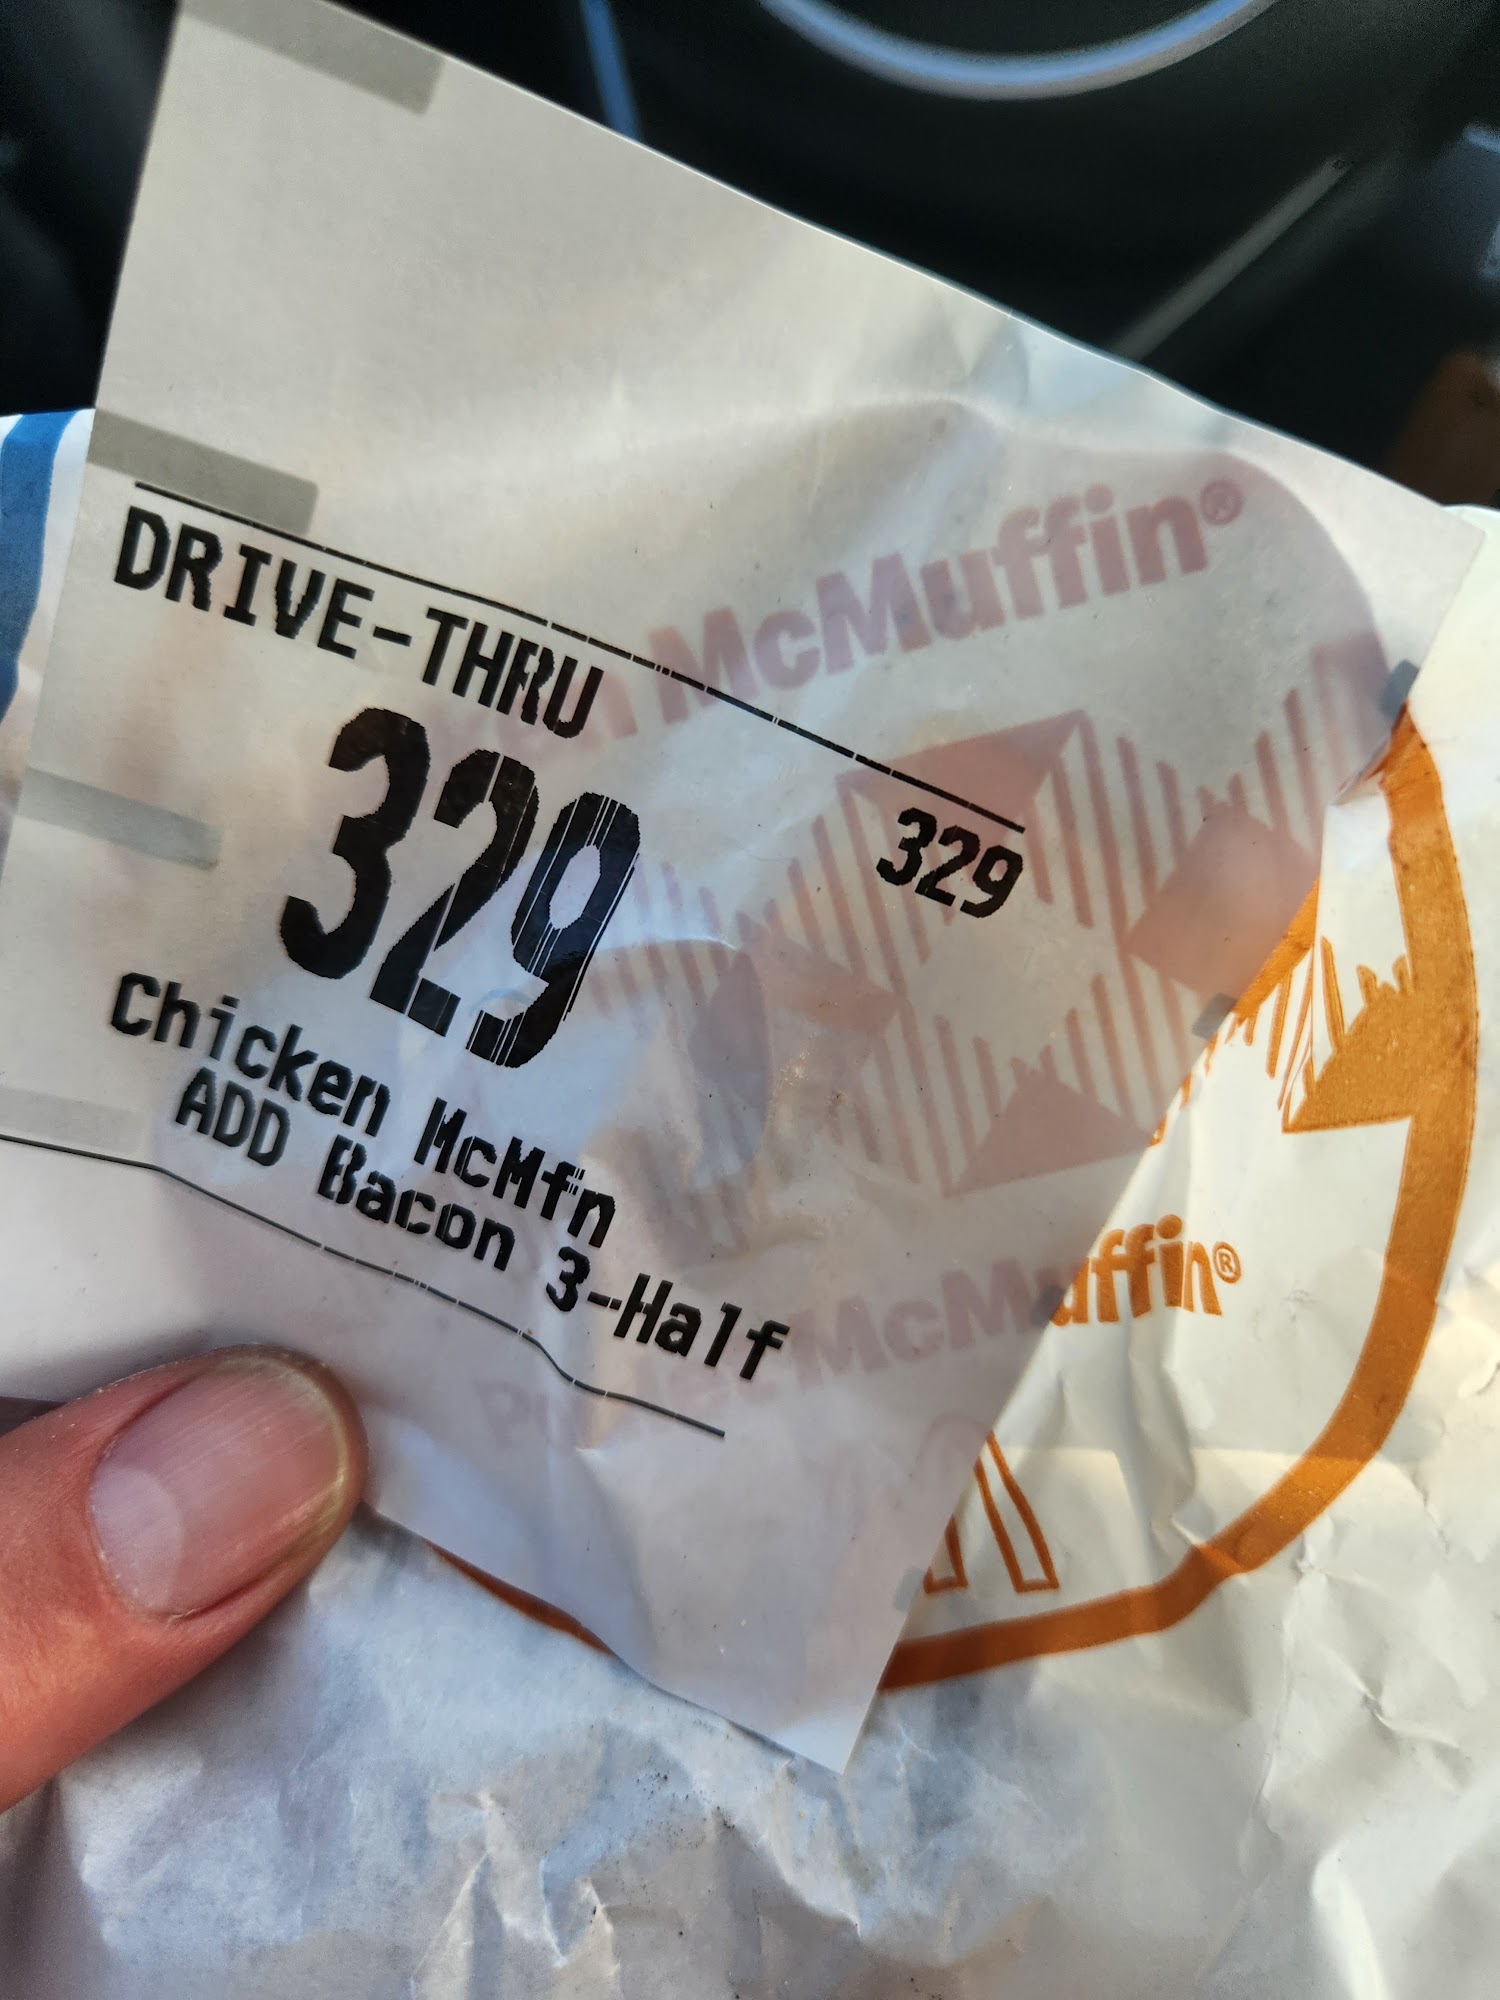 DRIVE-THRU
329
329
Chicken McMfn
ADD Bacon 3-Half
McMuffin®
McMuffin®